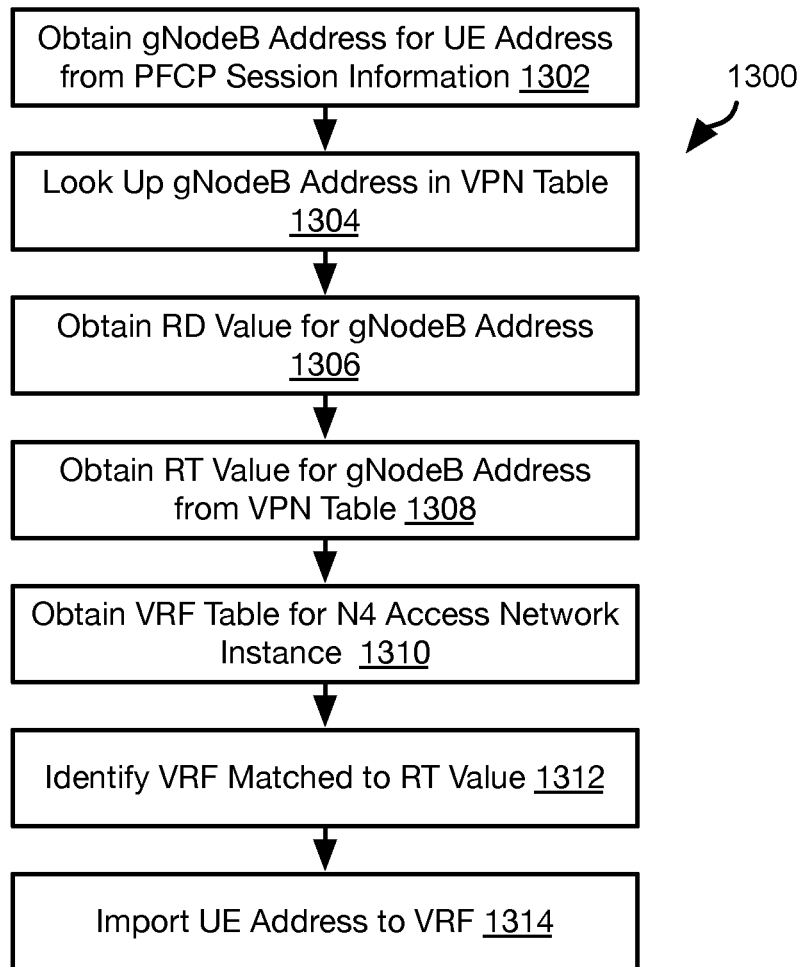 Obtain gNodeB Address for UE Address
from PFCP Session Information 1302
1300
Look Up gNodeB Address in VPN Table
1304
Obtain RD Value for gNodeB Address
1306
Obtain RT Value for gNodeB Address
from VPN Table 1308
Obtain VRF Table for N4 Access Network
Instance 1310
Identify VRF Matched to RT Value 1312
Import UE Address to VRF 1314